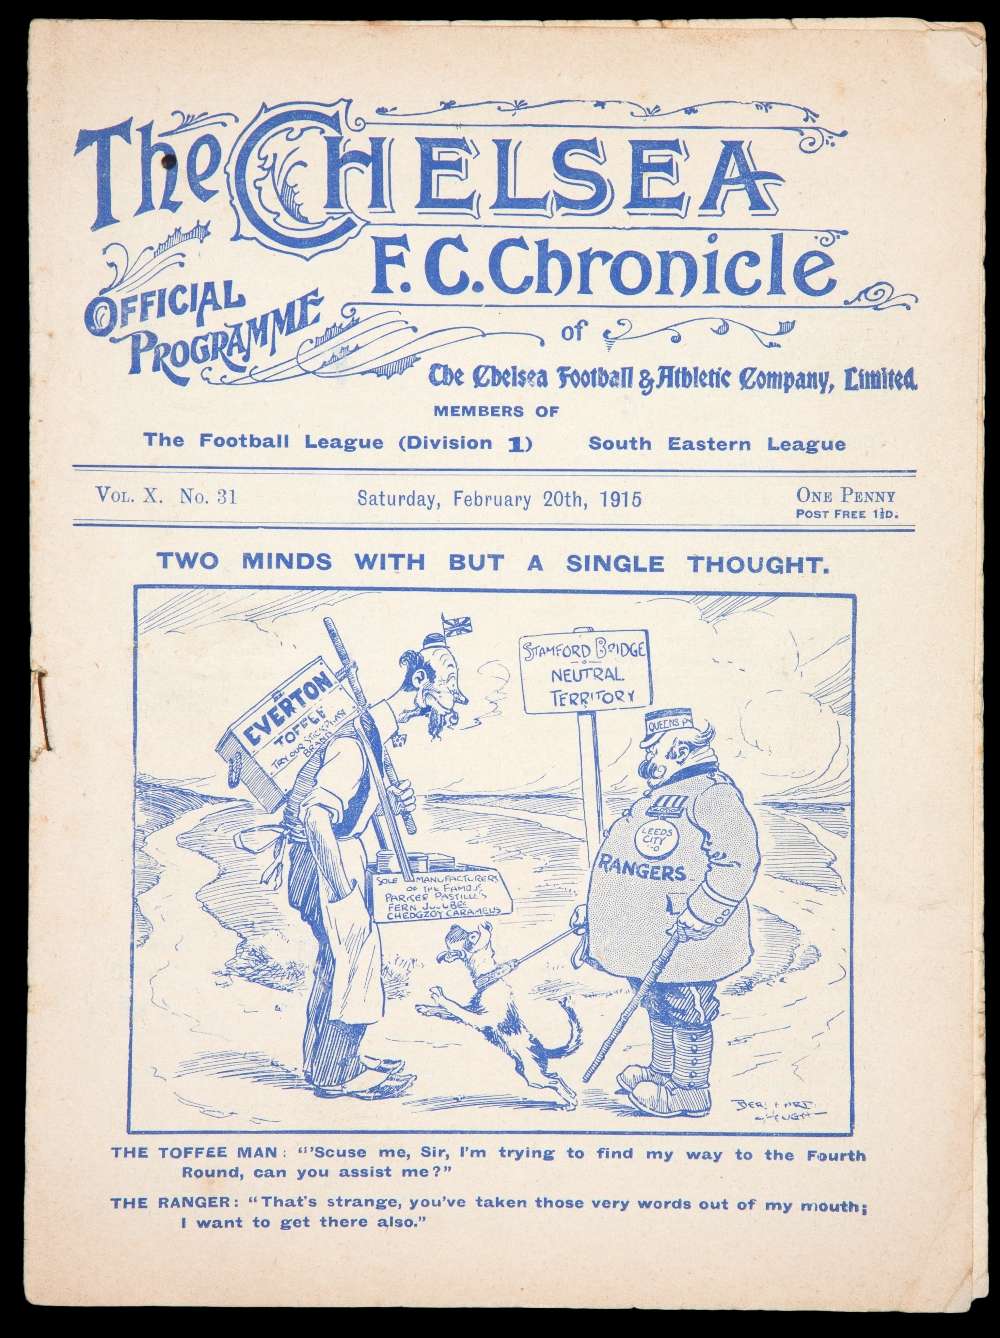 The CHELSEA
F.C. Chronicle
OFFICIAL
PROGRAMME
of
The Chelsea Football & Athletic Company, Limited.
MEMBERS OF
The Football League (Division 1) South Eastern League
VOL. X. No. 31 Saturday, February 20th, 1915 ONE PENNY
POST FREE 1½D.
TWO MINDS WITH BUT A SINGLE THOUGHT.
EVERTON
TOFFEE
TRY OUR
BRAND
STAMFORD BRIDGE
NEUTRAL
TERRITORY
QUEENS PK
LEEDS
CITY
RANGERS
SOLE MANUFACTURERS
OF THE FAMOUS
PARKER PASTILLES
FERN JUJUBES
CHEDGZOY CARAMELS
THE TOFFEE MAN: "'Scuse me, Sir, I'm trying to find my way to the Fourth
Round, can you assist me?"
THE RANGER: "That's strange, you've taken those very words out of my mouth;
I want to get there also."